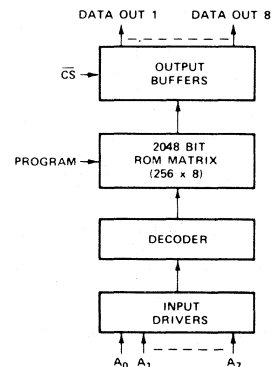 DATA OUT 1 DATA OUT 8
OUTPUT
BUFFERS
C̅S̅
2048 BIT
ROM MATRIX
(256 x 8)
PROGRAM
DECODER
INPUT
DRIVERS
A₀ A₁ A₇